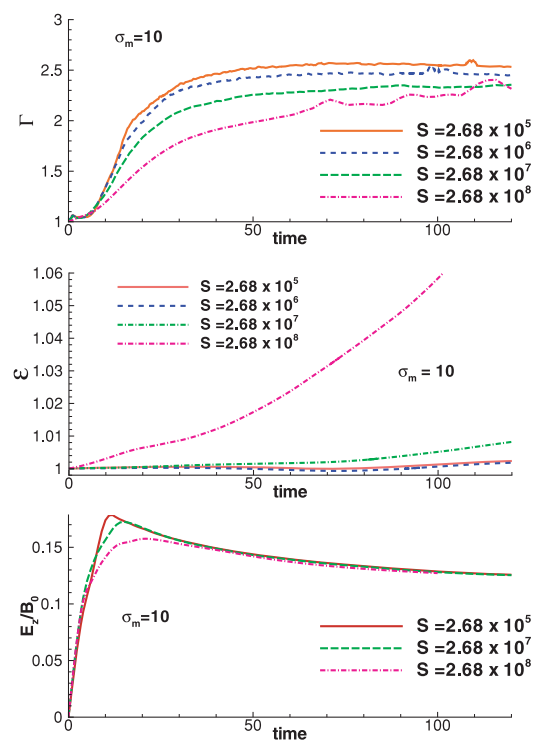 σm=10
3
2.5
2
1.5
1
Γ
S =2.68 x 10^5
S =2.68 x 10^6
S =2.68 x 10^7
S =2.68 x 10^8
0
50
100
time
1.06
1.05
1.04
1.03
1.02
1.01
1
ε
S =2.68 x 10^5
S =2.68 x 10^6
S =2.68 x 10^7
S =2.68 x 10^8
σm = 10
0
50
100
time
0.15
0.1
0.05
0
Ez/B0
σm=10
S =2.68 x 10^5
S =2.68 x 10^7
S =2.68 x 10^8
0
50
100
time